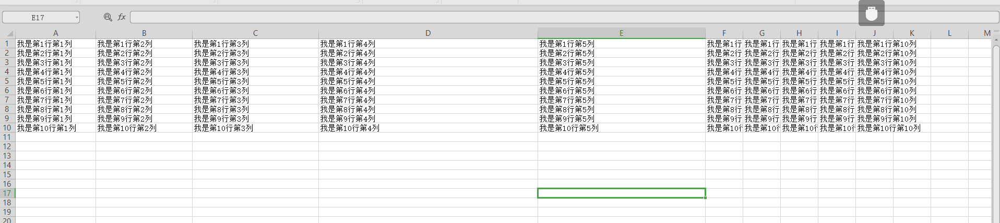 E17 fx
A B C D E F G H I J K L M
1 我是第1行第1列 我是第1行第2列 我是第1行第3列 我是第1行第4列 我是第1行第5列 我是第1行 我是第1行 我是第1行 我是第1行 我是第1行第10列
2 我是第2行第1列 我是第2行第2列 我是第2行第3列 我是第2行第4列 我是第2行第5列 我是第2行 我是第2行 我是第2行 我是第2行 我是第2行第10列
3 我是第3行第1列 我是第3行第2列 我是第3行第3列 我是第3行第4列 我是第3行第5列 我是第3行 我是第3行 我是第3行 我是第3行 我是第3行第10列
4 我是第4行第1列 我是第4行第2列 我是第4行第3列 我是第4行第4列 我是第4行第5列 我是第4行 我是第4行 我是第4行 我是第4行 我是第4行第10列
5 我是第5行第1列 我是第5行第2列 我是第5行第3列 我是第5行第4列 我是第5行第5列 我是第5行 我是第5行 我是第5行 我是第5行 我是第5行第10列
6 我是第6行第1列 我是第6行第2列 我是第6行第3列 我是第6行第4列 我是第6行第5列 我是第6行 我是第6行 我是第6行 我是第6行 我是第6行第10列
7 我是第7行第1列 我是第7行第2列 我是第7行第3列 我是第7行第4列 我是第7行第5列 我是第7行 我是第7行 我是第7行 我是第7行 我是第7行第10列
8 我是第8行第1列 我是第8行第2列 我是第8行第3列 我是第8行第4列 我是第8行第5列 我是第8行 我是第8行 我是第8行 我是第8行 我是第8行第10列
9 我是第9行第1列 我是第9行第2列 我是第9行第3列 我是第9行第4列 我是第9行第5列 我是第9行 我是第9行 我是第9行 我是第9行 我是第9行第10列
10 我是第10行第1列 我是第10行第2列 我是第10行第3列 我是第10行第4列 我是第10行第5列 我是第10行 我是第10行 我是第10行 我是第10行 我是第10行第10列
11
12
13
14
15
16
17
18
19
20